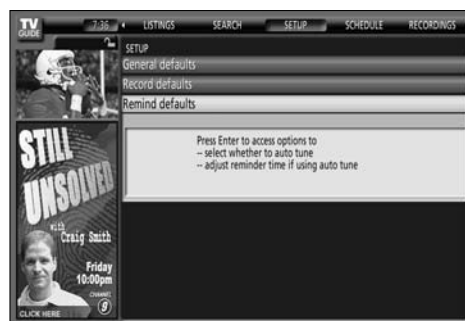 TV
GUIDE
7:36
LISTINGS
SEARCH
SETUP
SCHEDULE
RECORDINGS
SETUP
General defaults
Record defaults
Remind defaults
Press Enter to access options to
-- select whether to auto tune
-- adjust reminder time if using auto tune
STILL
UNSOLVED
with
Craig Smith
Friday
10:00pm
CHANNEL
9
CLICK HERE